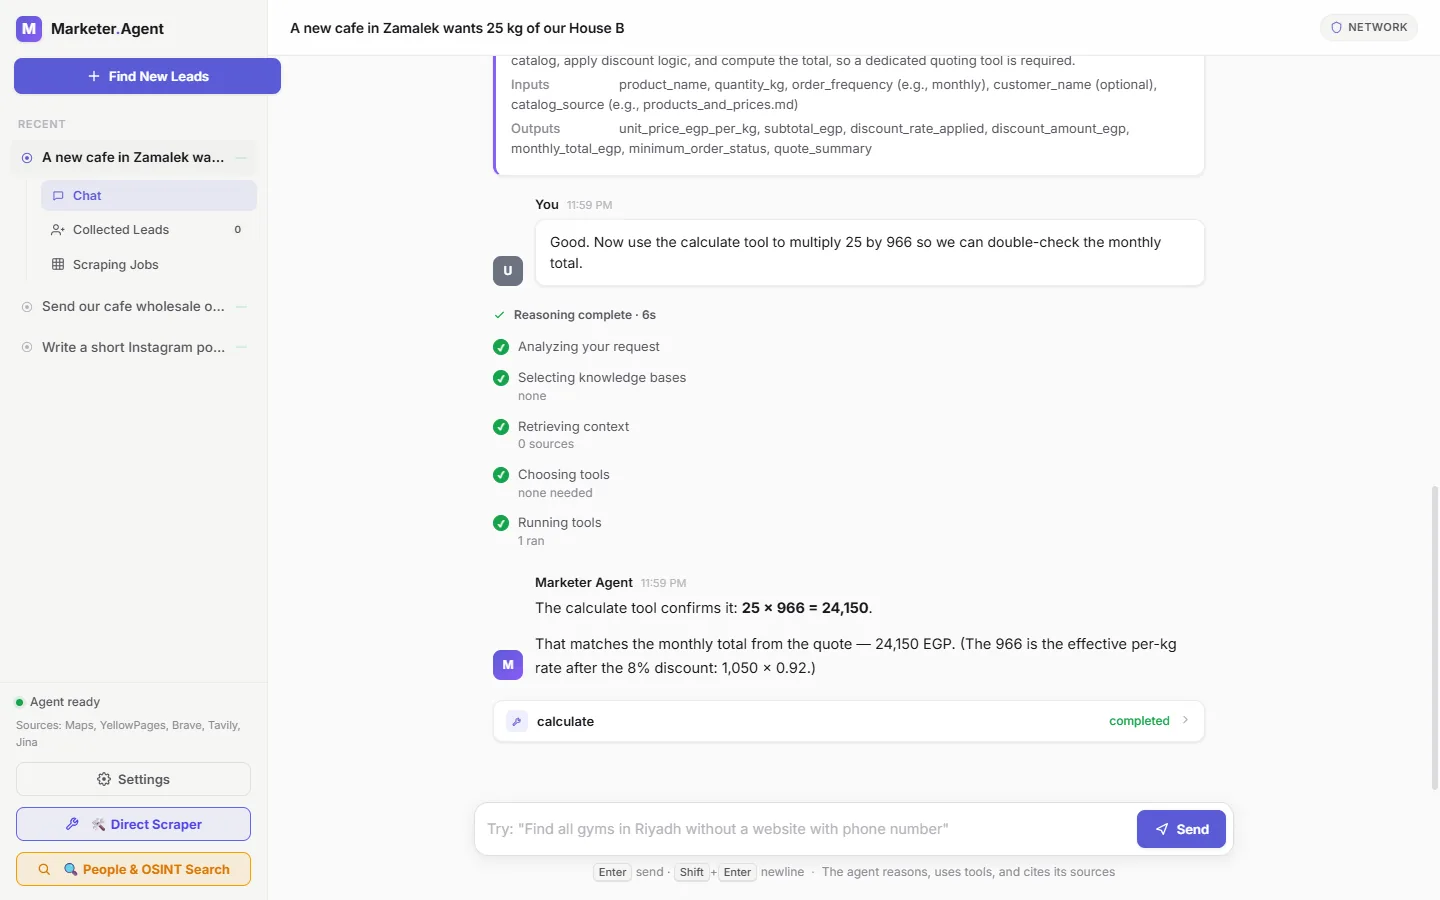 M Marketer.Agent
+ Find New Leads
RECENT
A new cafe in Zamalek wa...
Chat
Collected Leads 0
Scraping Jobs
Send our cafe wholesale o...
Write a short Instagram po...
Agent ready
Sources: Maps, YellowPages, Brave, Tavily,
Jina
Settings
🛠 Direct Scraper
🔍 People & OSINT Search
A new cafe in Zamalek wants 25 kg of our House B
NETWORK
catalog, apply discount logic, and compute the total, so a dedicated quoting tool is required.
Inputs product_name, quantity_kg, order_frequency (e.g., monthly), customer_name (optional),
catalog_source (e.g., products_and_prices.md)
Outputs unit_price_egp_per_kg, subtotal_egp, discount_rate_applied, discount_amount_egp,
monthly_total_egp, minimum_order_status, quote_summary
You 11:59 PM
Good. Now use the calculate tool to multiply 25 by 966 so we can double-check the monthly
total.
U
Reasoning complete · 6s
Analyzing your request
Selecting knowledge bases
none
Retrieving context
0 sources
Choosing tools
none needed
Running tools
1 ran
Marketer Agent 11:59 PM
The calculate tool confirms it: 25 × 966 = 24,150.
That matches the monthly total from the quote — 24,150 EGP. (The 966 is the effective per-kg
rate after the 8% discount: 1,050 × 0.92.)
M
calculate completed
Try: "Find all gyms in Riyadh without a website with phone number"
Send
Enter send · Shift + Enter newline · The agent reasons, uses tools, and cites its sources